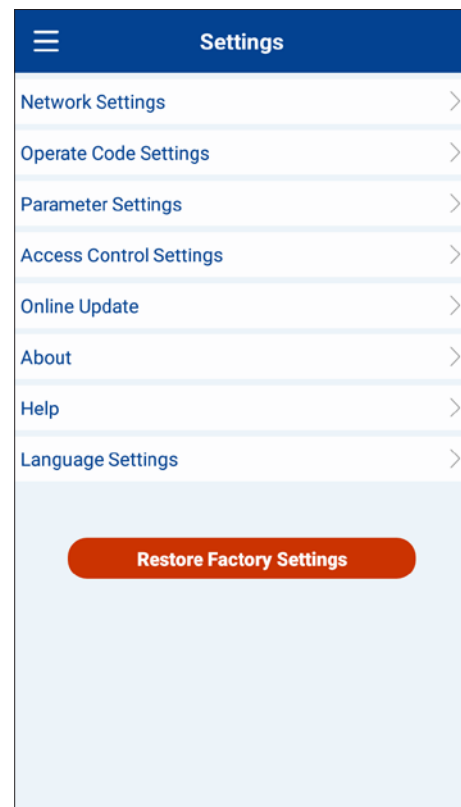 Settings
Network Settings
Operate Code Settings
Parameter Settings
Access Control Settings
Online Update
About
Help
Language Settings
Restore Factory Settings